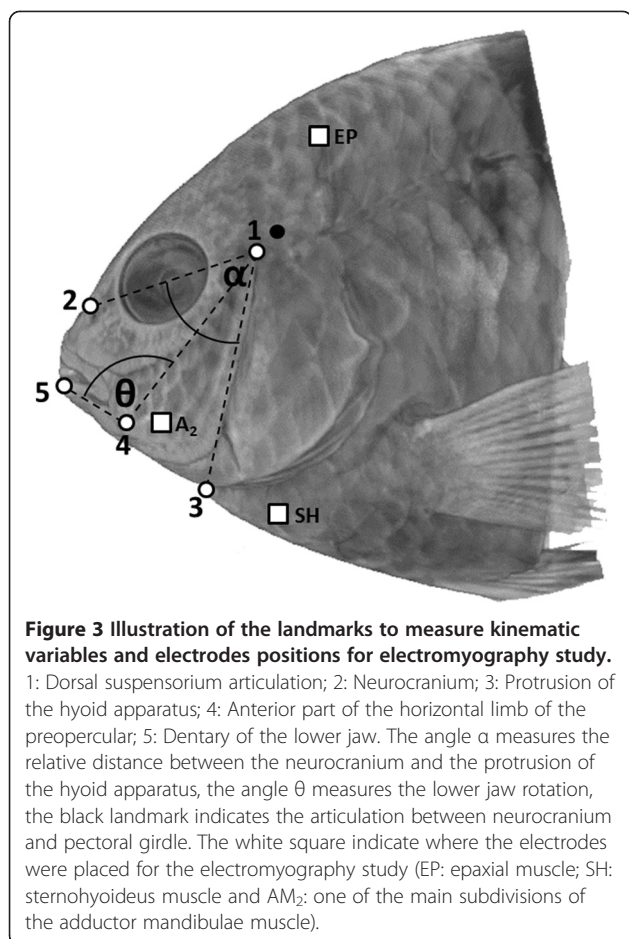 EP
1
α
2
5
θ
4
A₂
3
SH
Figure 3 Illustration of the landmarks to measure kinematic
variables and electrodes positions for electromyography study.
1: Dorsal suspensorium articulation; 2: Neurocranium; 3: Protrusion of
the hyoid apparatus; 4: Anterior part of the horizontal limb of the
preopercular; 5: Dentary of the lower jaw. The angle α measures the
relative distance between the neurocranium and the protrusion of
the hyoid apparatus, the angle θ measures the lower jaw rotation,
the black landmark indicates the articulation between neurocranium
and pectoral girdle. The white square indicate where the electrodes
were placed for the electromyography study (EP: epaxial muscle; SH:
sternohyoideus muscle and AM₂: one of the main subdivisions of
the adductor mandibulae muscle).